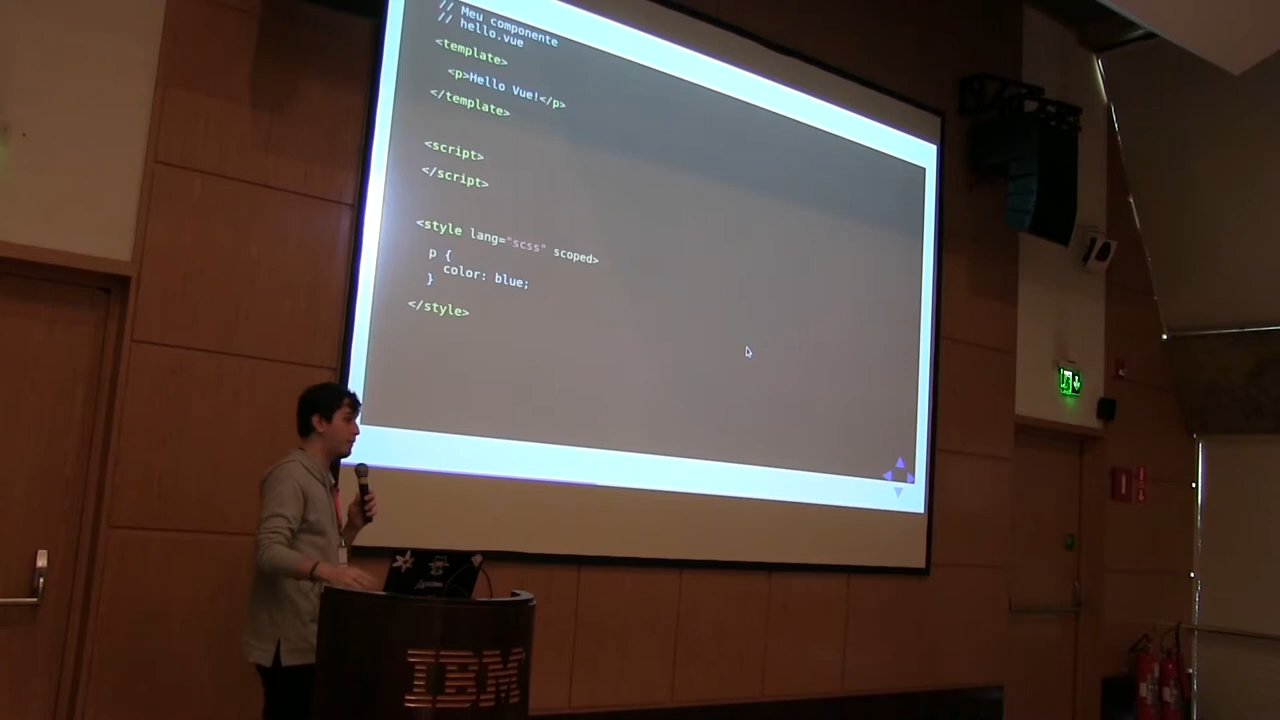 // Meu componente
// hello.vue
<template>
<p>Hello Vue!</p>
</template>
<script>
</script>
<style lang="scss" scoped>
p {
color: blue;
}
</style>
IBM